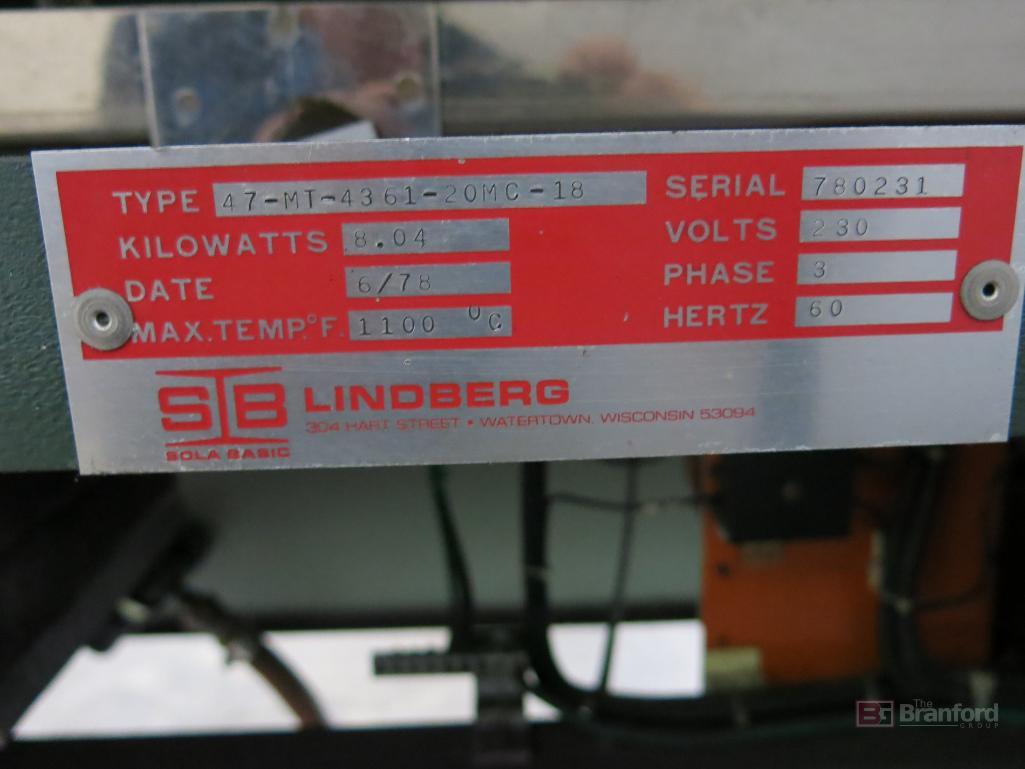 TYPE 47-MT-4361-20MC-18
KILOWATTS 8.04
DATE 6/78
MAX.TEMP.°F. 1100 °C
SERIAL 780231
VOLTS 230
PHASE 3
HERTZ 60
SB LINDBERG
304 HART STREET • WATERTOWN, WISCONSIN 53094
SOLA BASIC
BG The Branford GROUP